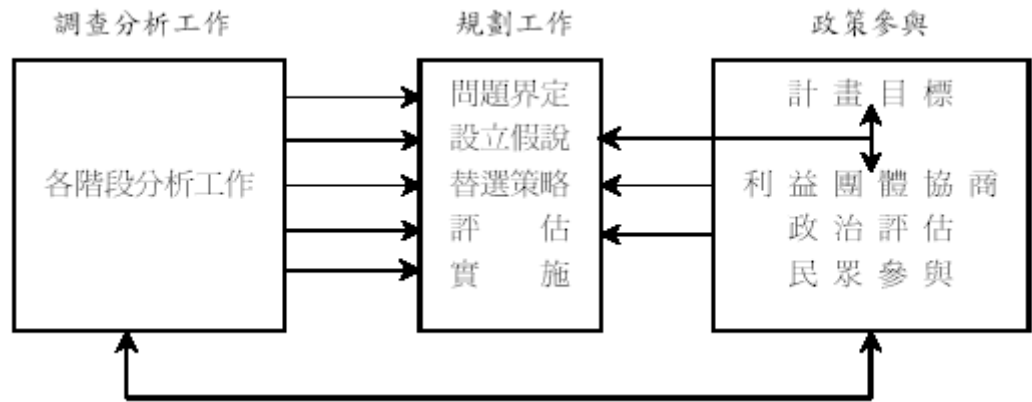 調查分析工作
各階段分析工作
規劃工作
問題界定
設立假說
替選策略
評估
實施
政策參與
計畫目標
利益團體協商
政治評估
民眾參與